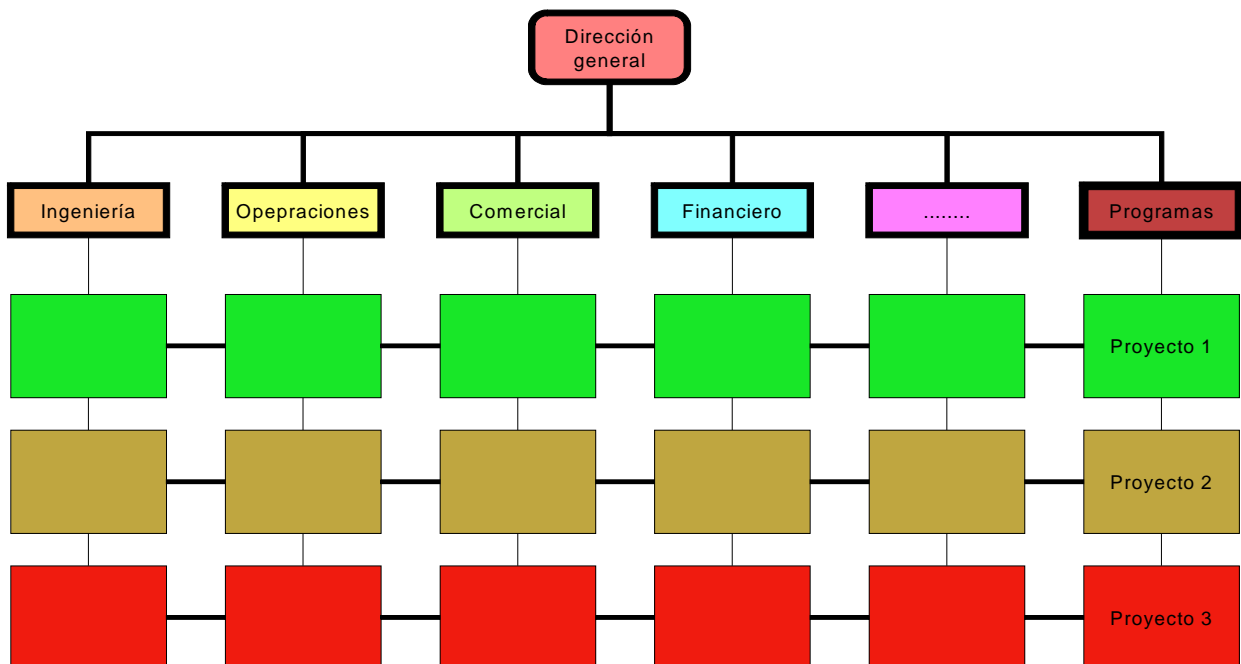 Dirección
general
Ingeniería
Opepraciones
Comercial
Financiero
........
Programas
Proyecto 1
Proyecto 2
Proyecto 3